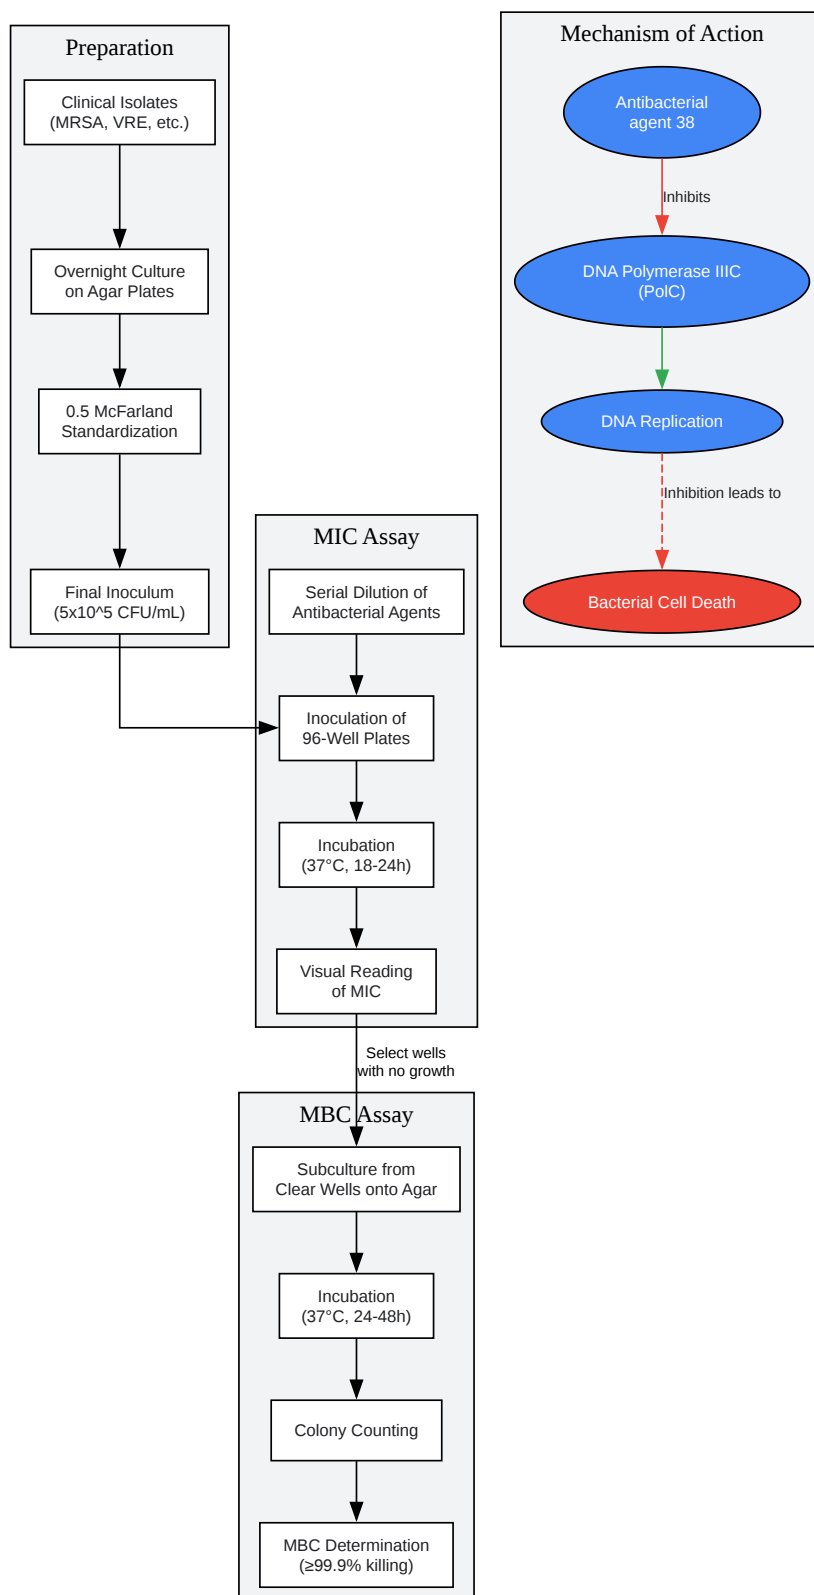 Preparation
Clinical Isolates
(MRSA, VRE, etc.)
Overnight Culture
on Agar Plates
0.5 McFarland
Standardization
Final Inoculum
(5x10^5 CFU/mL)
MIC Assay
Serial Dilution of
Antibacterial Agents
Inoculation of
96-Well Plates
Incubation
(37°C, 18-24h)
Visual Reading
of MIC
Select wells
with no growth
MBC Assay
Subculture from
Clear Wells onto Agar
Incubation
(37°C, 24-48h)
Colony Counting
MBC Determination
(≥99.9% killing)
Mechanism of Action
Antibacterial
agent 38
Inhibits
DNA Polymerase IIIC
(PolC)
DNA Replication
Inhibition leads to
Bacterial Cell Death